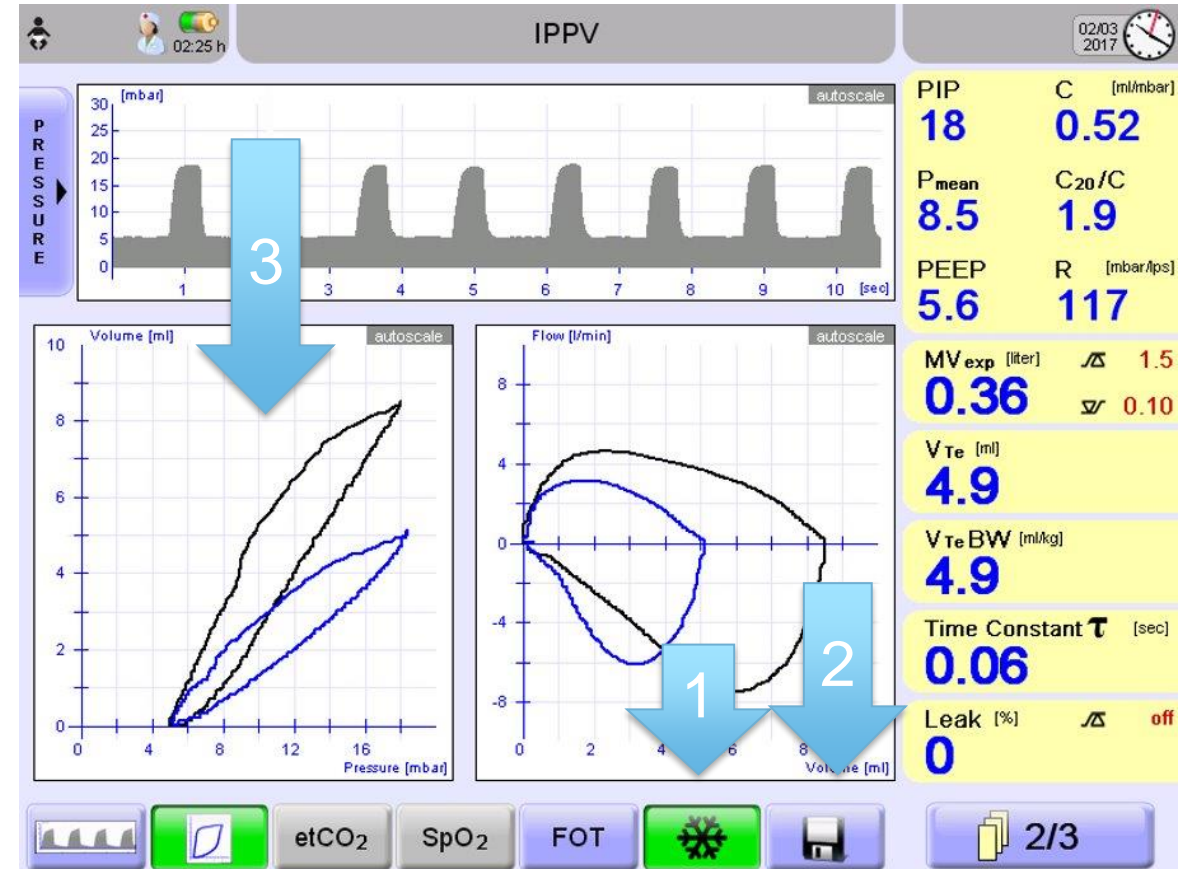 02:25 h
IPPV
02/03
2017
PRESSURE
[mbar]
autoscale
30
25
20
15
10
5
0
1 3 4 5 6 7 8 9 10 [sec]
3
PIP C [ml/mbar]
18 0.52
Pmean C20/C
8.5 1.9
PEEP R [mbar/lps]
5.6 117
MVexp [liter] 1.5
0.36 0.10
VTe [ml]
4.9
VTeBW [ml/kg]
4.9
Time Constant τ [sec]
0.06
Leak [%] off
0
Volume [ml]
autoscale
10
8
6
4
2
0
0 4 8 12 16
Pressure [mbar]
Flow [l/min]
autoscale
8
4
0
-4
-8
0 2 4 6 8
1
2
etCO2
SpO2
FOT
2/3